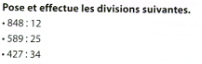 Pose et effectue les divisions suivantes.
• 848 : 12
• 589 : 25
• 427 : 34